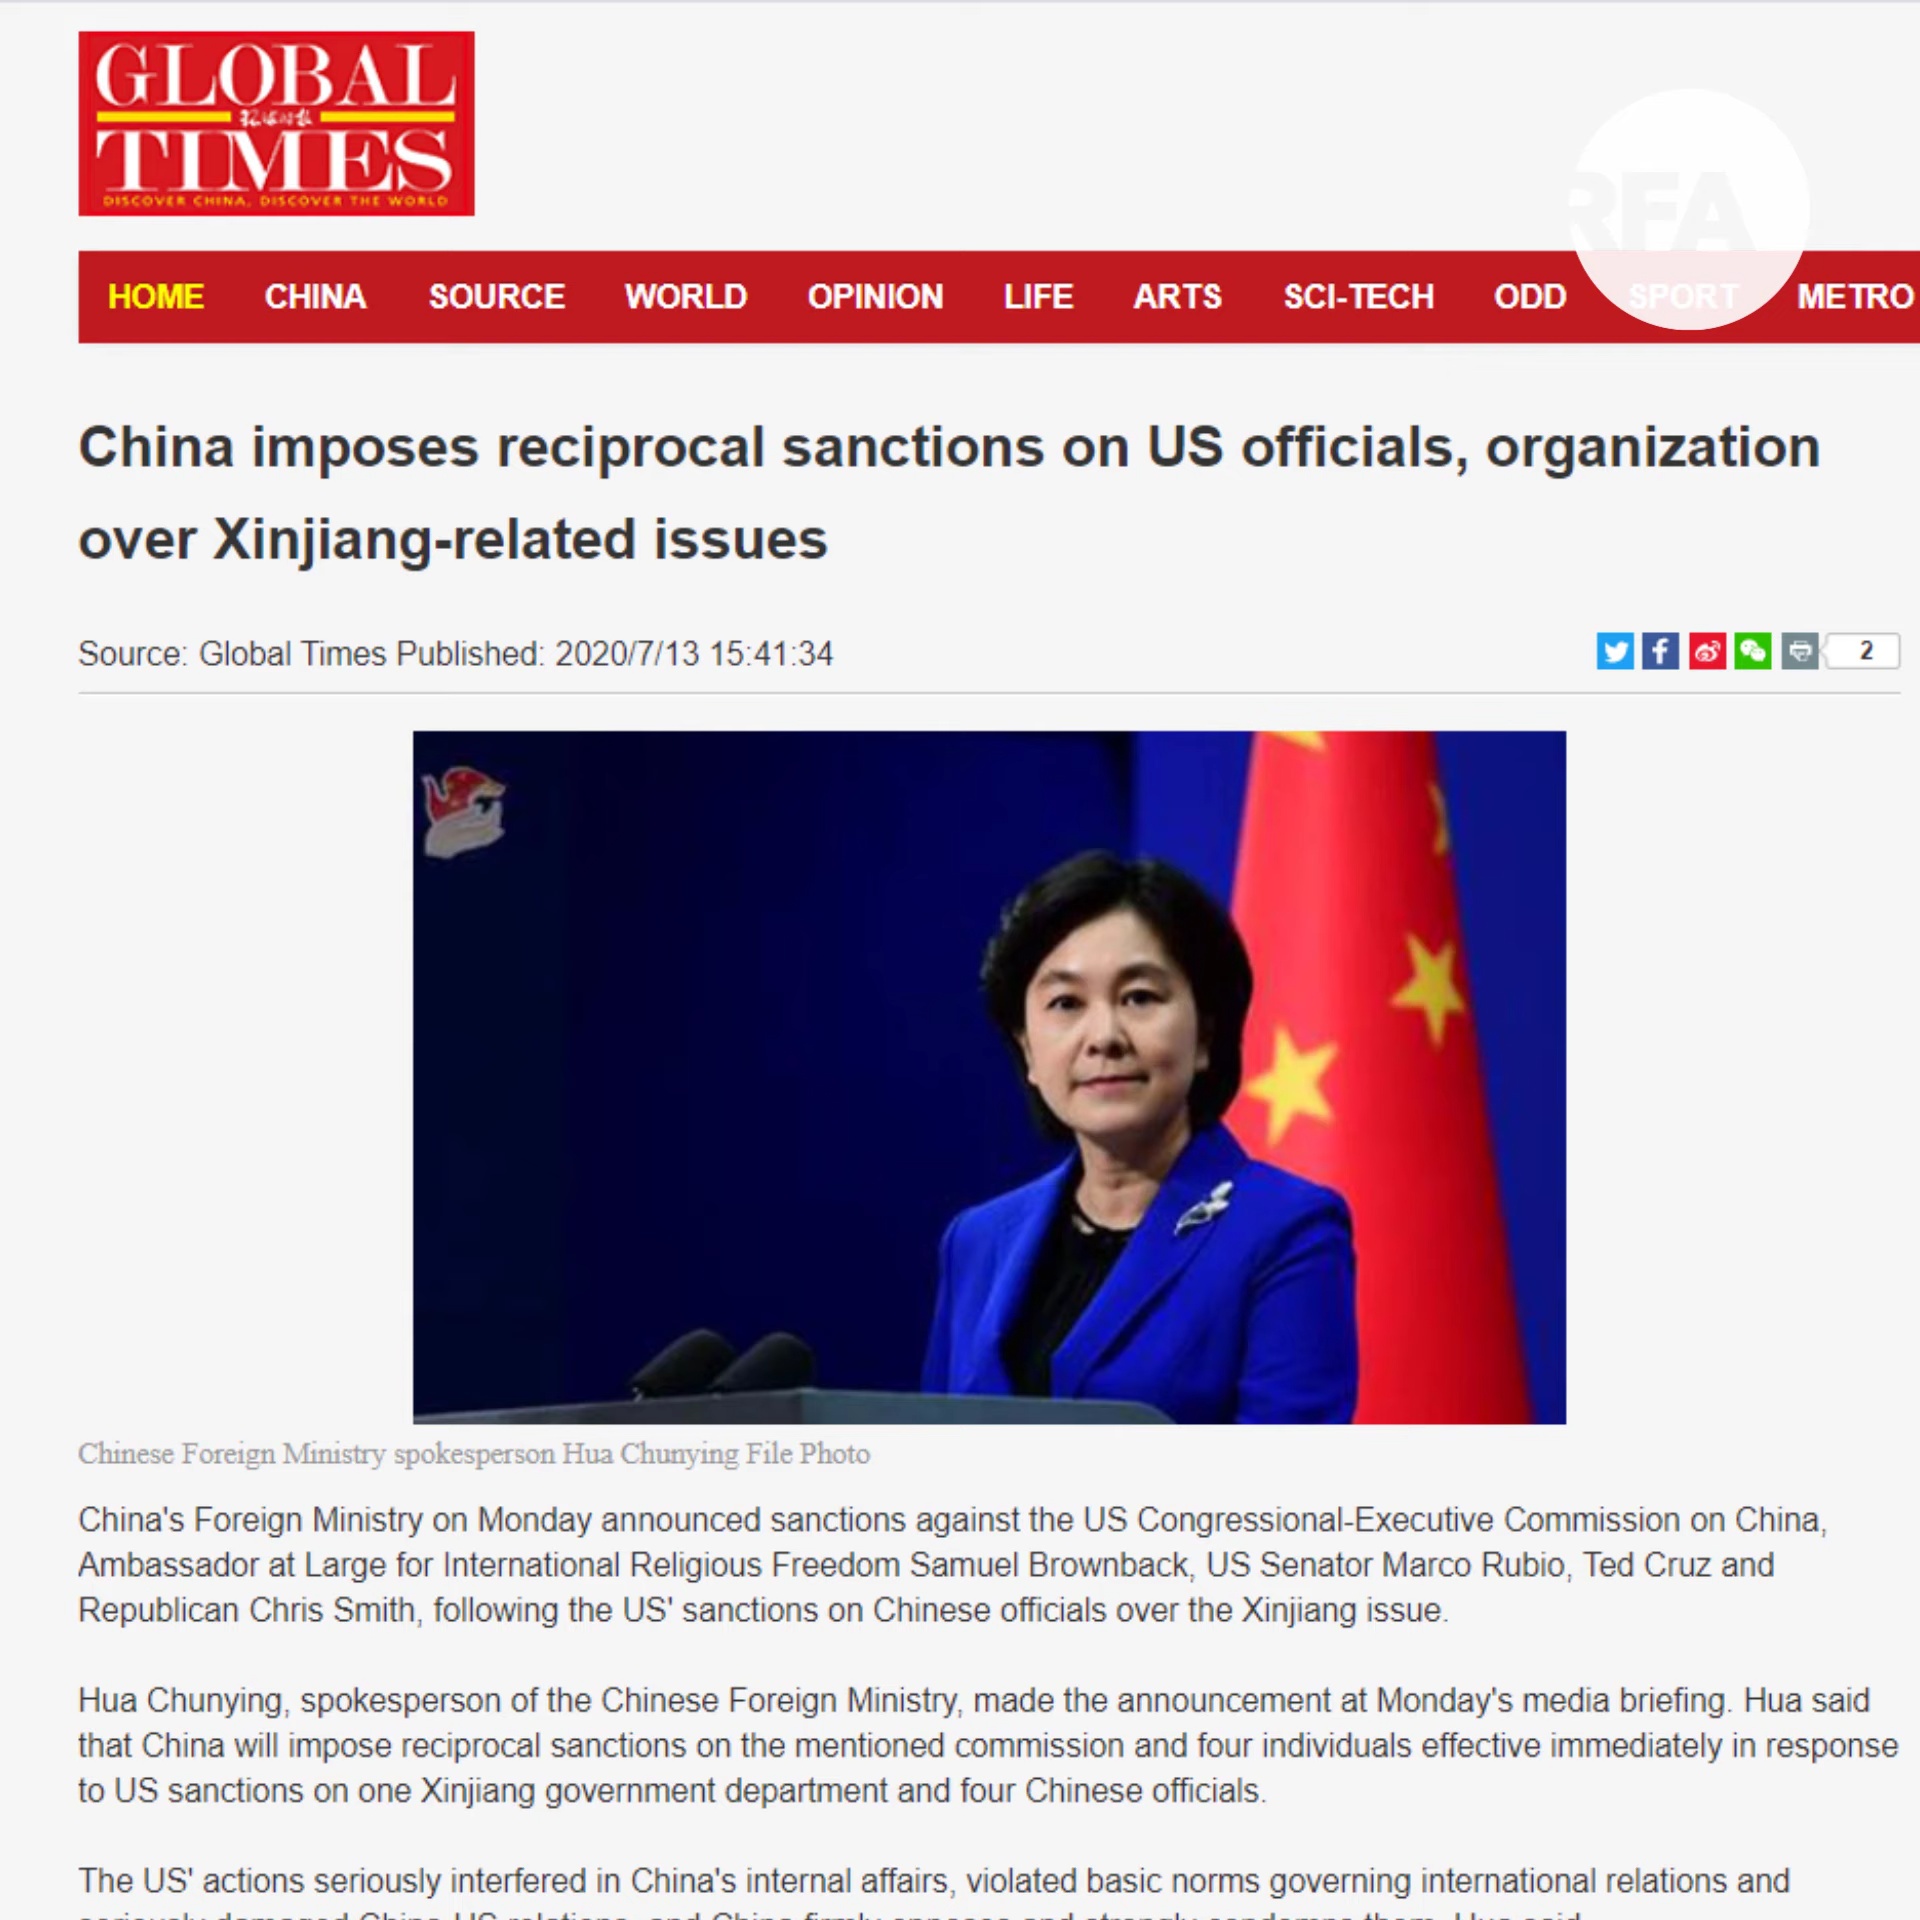 GLOBAL
环球时报
TIMES
DISCOVER CHINA, DISCOVER THE WORLD
RFA
HOME CHINA SOURCE WORLD OPINION LIFE ARTS SCI-TECH ODD SPORT METRO
China imposes reciprocal sanctions on US officials, organization
over Xinjiang-related issues
Source: Global Times Published: 2020/7/13 15:41:34
2
Chinese Foreign Ministry spokesperson Hua Chunying File Photo
China's Foreign Ministry on Monday announced sanctions against the US Congressional-Executive Commission on China,
Ambassador at Large for International Religious Freedom Samuel Brownback, US Senator Marco Rubio, Ted Cruz and
Republican Chris Smith, following the US' sanctions on Chinese officials over the Xinjiang issue.
Hua Chunying, spokesperson of the Chinese Foreign Ministry, made the announcement at Monday's media briefing. Hua said
that China will impose reciprocal sanctions on the mentioned commission and four individuals effective immediately in response
to US sanctions on one Xinjiang government department and four Chinese officials.
The US' actions seriously interfered in China's internal affairs, violated basic norms governing international relations and